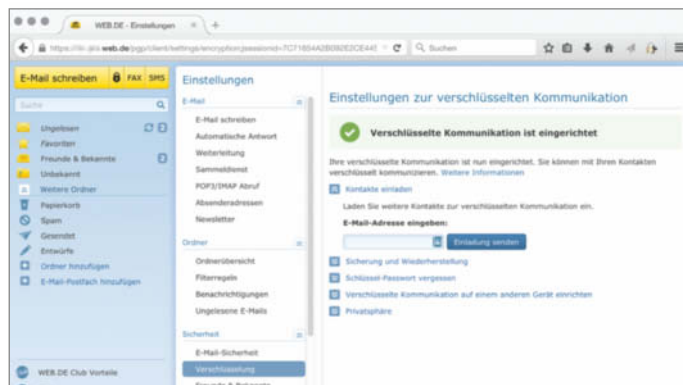 WEB.DE - Einstellungen
Suchen
E-Mail schreiben
FAX
SMS
Suche
Ungelesen
Favoriten
Freunde & Bekannte
Unbekannt
Weitere Ordner
Papierkorb
Spam
Gesendet
Entwürfe
Ordner hinzufügen
E-Mail-Postfach hinzufügen
WEB.DE Club Vorteile
Einstellungen
E-Mail
E-Mail schreiben
Automatische Antwort
Weiterleitung
Sammeldienst
POP3/IMAP Abruf
Absenderadressen
Newsletter
Ordner
Ordnerübersicht
Filterregeln
Benachrichtigungen
Ungelesene E-Mails
Sicherheit
E-Mail-Sicherheit
Verschlüsselung
Freunde & Bekannte
Einstellungen zur verschlüsselten Kommunikation
Verschlüsselte Kommunikation ist eingerichtet
Ihre verschlüsselte Kommunikation ist nun eingerichtet. Sie können mit Ihren Kontakten
verschlüsselt kommunizieren. Weitere Informationen
Kontakte einladen
Laden Sie weitere Kontakte zur verschlüsselten Kommunikation ein.
E-Mail-Adresse eingeben:
Einladung senden
Sicherung und Wiederherstellung
Schlüssel-Passwort vergessen
Verschlüsselte Kommunikation auf einem anderen Gerät einrichten
Privatsphäre